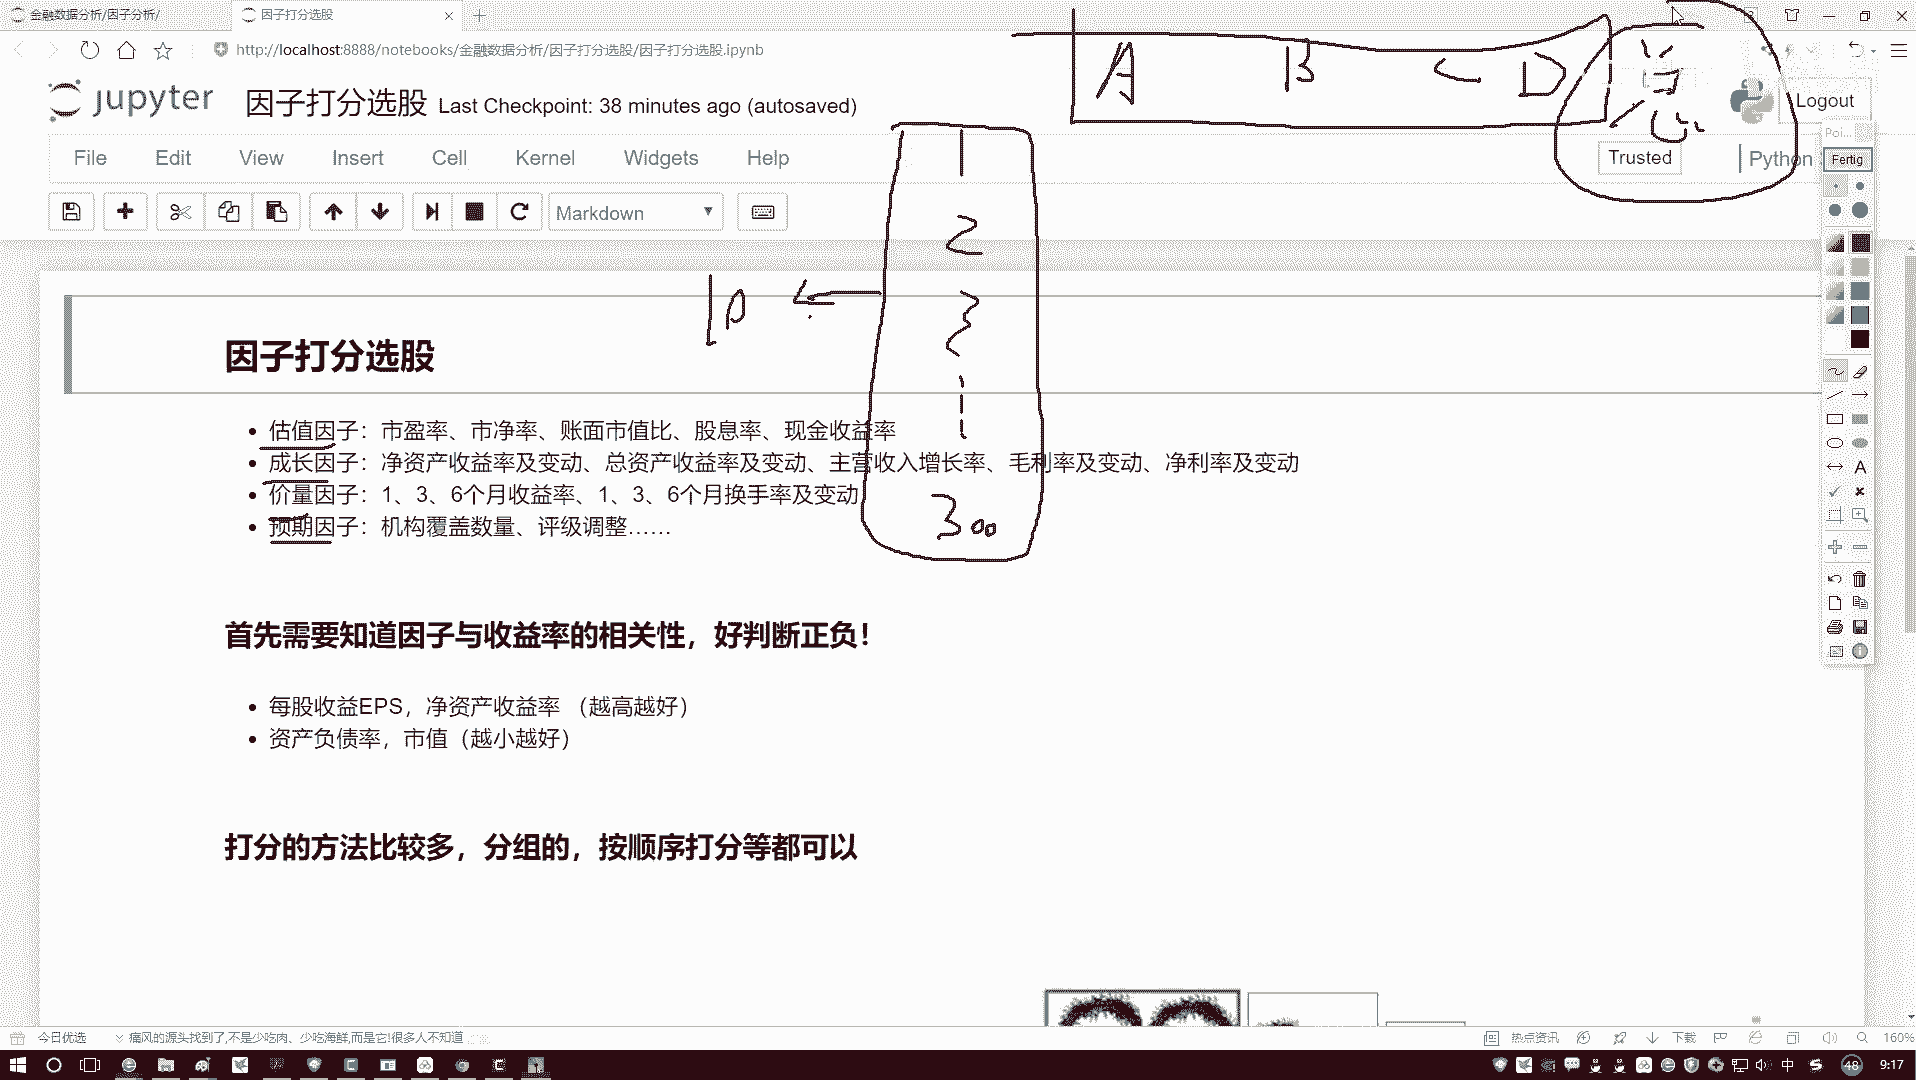 金融数据分析/因子分析/
因子打分选股
http://localhost:8888/notebooks/金融数据分析/因子打分选股/因子打分选股.ipynb
A B C D
jupyter 因子打分选股 Last Checkpoint: 38 minutes ago (autosaved)
Logout
File Edit View Insert Cell Kernel Widgets Help
Trusted
Python
Fertig
Markdown
1
2
3
300
10
因子打分选股
估值因子：市盈率、市净率、账面市值比、股息率、现金收益率
成长因子：净资产收益率及变动、总资产收益率及变动、主营收入增长率、毛利率及变动、净利率及变动
价量因子：1、3、6个月收益率、1、3、6个月换手率及变动
预期因子：机构覆盖数量、评级调整……
首先需要知道因子与收益率的相关性，好判断正负！
每股收益EPS，净资产收益率 （越高越好）
资产负债率，市值（越小越好）
打分的方法比较多，分组的，按顺序打分等都可以
今日优选 痛风的源头找到了,不是少吃肉、少吃海鲜,而是它!很多人不知道
热点资讯 下载 160%
中 48 9:17